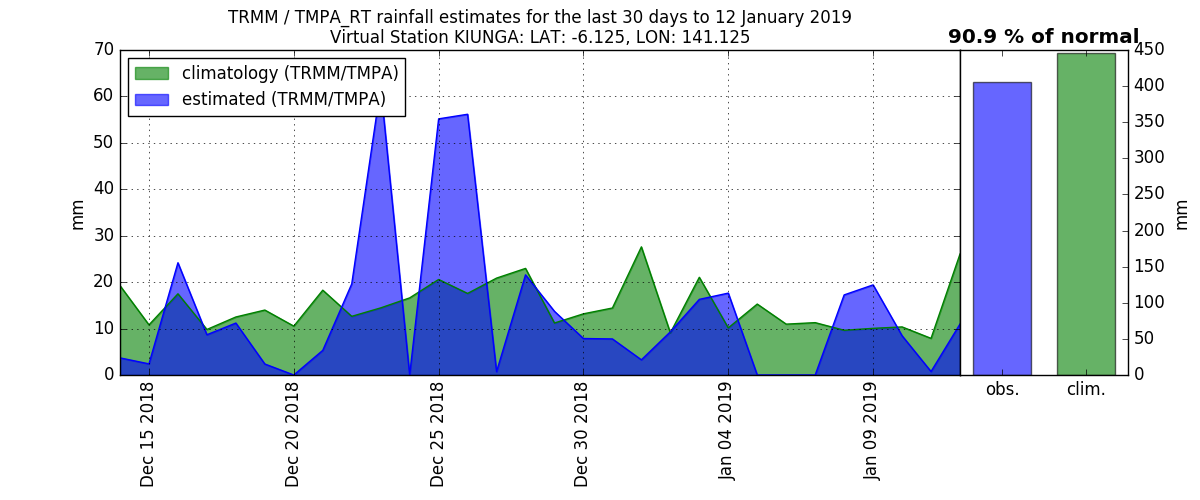 TRMM / TMPA_RT rainfall estimates for the last 30 days to 12 January 2019
Virtual Station KIUNGA: LAT: -6.125, LON: 141.125
90.9 % of normal
climatology (TRMM/TMPA)
estimated (TRMM/TMPA)
70
60
50
40
30
20
10
0
mm
Dec 15 2018
Dec 20 2018
Dec 25 2018
Dec 30 2018
Jan 04 2019
Jan 09 2019
450
400
350
300
250
200
150
100
50
0
mm
obs.
clim.